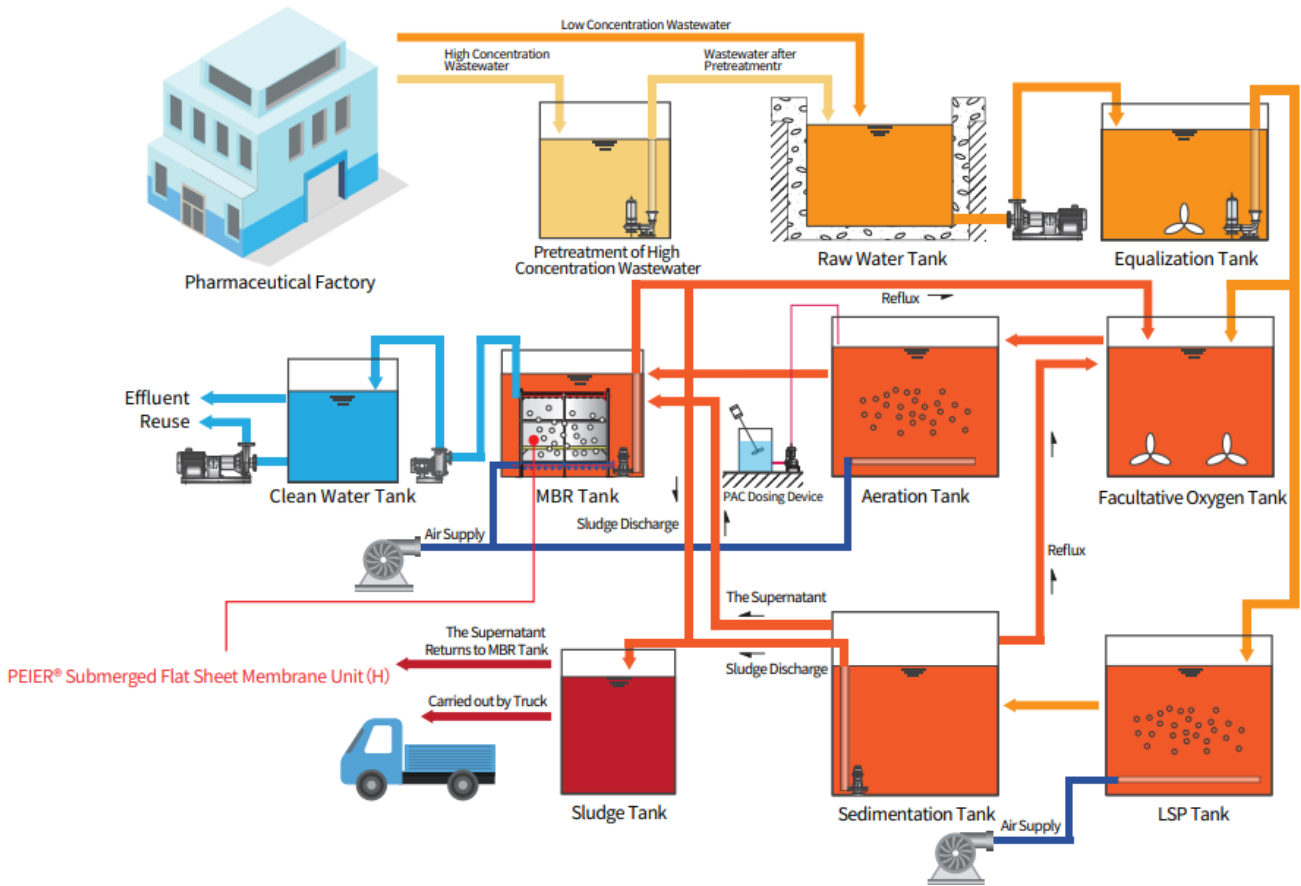 Low Concentration Wastewater
High Concentration
Wastewater
Wastewater after
Pretreatmentr
Pharmaceutical Factory
Pretreatment of High
Concentration Wastewater
Raw Water Tank
Equalization Tank
Reflux
Effluent
Reuse
Clean Water Tank
MBR Tank
PAC Dosing Device
Aeration Tank
Facultative Oxygen Tank
Sludge Discharge
Air Supply
Reflux
The Supernatant
The Supernatant
Returns to MBR Tank
Sludge Discharge
PEIER® Submerged Flat Sheet Membrane Unit (H)
Carried out by Truck
Sludge Tank
Sedimentation Tank
LSP Tank
Air Supply